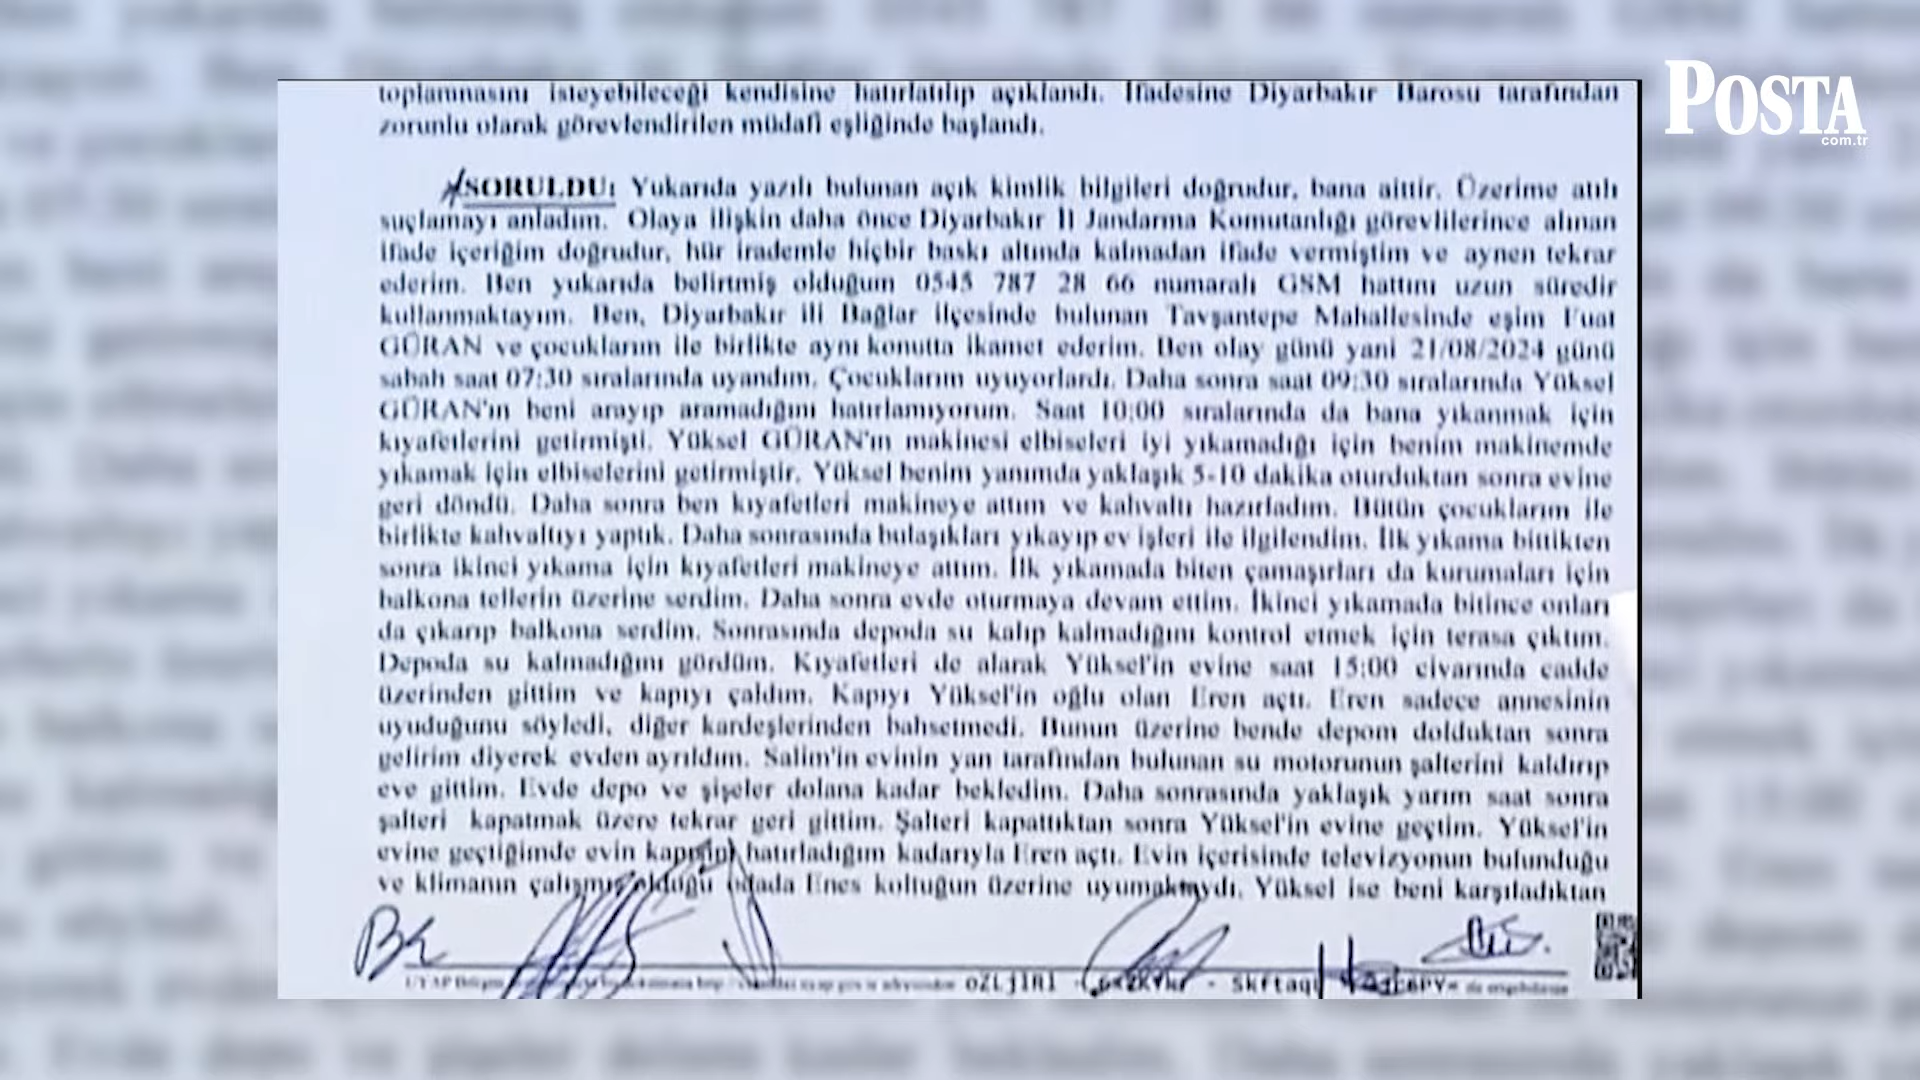 POSTA
com.tr
toplamnasını isteyebileceği kendisine hatırlatılıp açıklandı. İfadesine Diyarbakır Barosu tarafından
zorunlu olarak görevlendirilen müdafi eşliğinde başlandı.
SORULDU: Yukarıda yazılı bulunan açık kimlik bilgileri doğrudur, bana aittir. Üzerime atılı
suçlamayı anladım. Olaya ilişkin daha önce Diyarbakır İl Jandarma Komutanlığı görevlilerince alınan
ifade içeriğim doğrudur, hür irademle hiçbir baskı altında kalmadan ifade vermiştim ve aynen tekrar
ederim. Ben yukarıda belirtmiş olduğum 0545 787 28 66 numaralı GSM hattını uzun süredir
kullanmaktayım. Ben, Diyarbakır ili Bağlar ilçesinde bulunan Tavşantepe Mahallesinde eşim Fuat
GÜRAN ve çocuklarım ile birlikte aynı konutta ikamet ederim. Ben olay günü yani 21/08/2024 günü
sabah saat 07:30 sıralarında uyandım. Çocuklarım uyuyorlardı. Daha sonra saat 09:30 sıralarında Yüksel
GÜRAN'ın beni arayıp aramadığını hatırlamıyorum. Saat 10:00 sıralarında da bana yıkanmak için
kıyafetlerini getirmişti. Yüksel GÜRAN'ın makinesi elbiseleri iyi yıkamadığı için benim makinemde
yıkamak için elbiselerini getirmiştir. Yüksel benim yanımda yaklaşık 5-10 dakika oturduktan sonra evine
geri döndü. Daha sonra ben kıyafetleri makineye attım ve kahvaltı hazırladım. Bütün çocuklarım ile
birlikte kahvaltıyı yaptık. Daha sonrasında bulaşıkları yıkayıp ev işleri ile ilgilendim. İlk yıkama bittikten
sonra ikinci yıkama için kıyafetleri makineye attım. İlk yıkamada biten çamaşırları da kurumaları için
balkona tellerin üzerine serdim. Daha sonra evde oturmaya devam ettim. İkinci yıkamada bitince onları
da çıkarıp balkona serdim. Sonrasında depoda su kalıp kalmadığını kontrol etmek için terasa çıktım.
Depoda su kalmadığını gördüm. Kıyafetleri de alarak Yüksel'in evine saat 15:00 civarında cadde
üzerinden gittim ve kapıyı çaldım. Kapıyı Yüksel'in oğlu olan Eren açtı. Eren sadece annesinin
uyuduğunu söyledi, diğer kardeşlerinden bahsetmedi. Bunun üzerine bende depom dolduktan sonra
gelirim diyerek evden ayrıldım. Salim'in evinin yan tarafından bulunan su motorunun şalterini kaldırıp
eve gittim. Evde depo ve şişeler dolana kadar bekledim. Daha sonrasında yaklaşık yarım saat sonra
şalteri kapatmak üzere tekrar geri gittim. Şalteri kapattıktan sonra Yüksel'in evine geçtim. Yüksel'in
evine geçtiğimde evin kapısını hatırladığım kadarıyla Eren açtı. Evin içerisinde televizyonun bulunduğu
ve klimanın çalışmış olduğu odada Enes koltuğun üzerine uyumaktaydı. Yüksel ise beni karşıladıktan